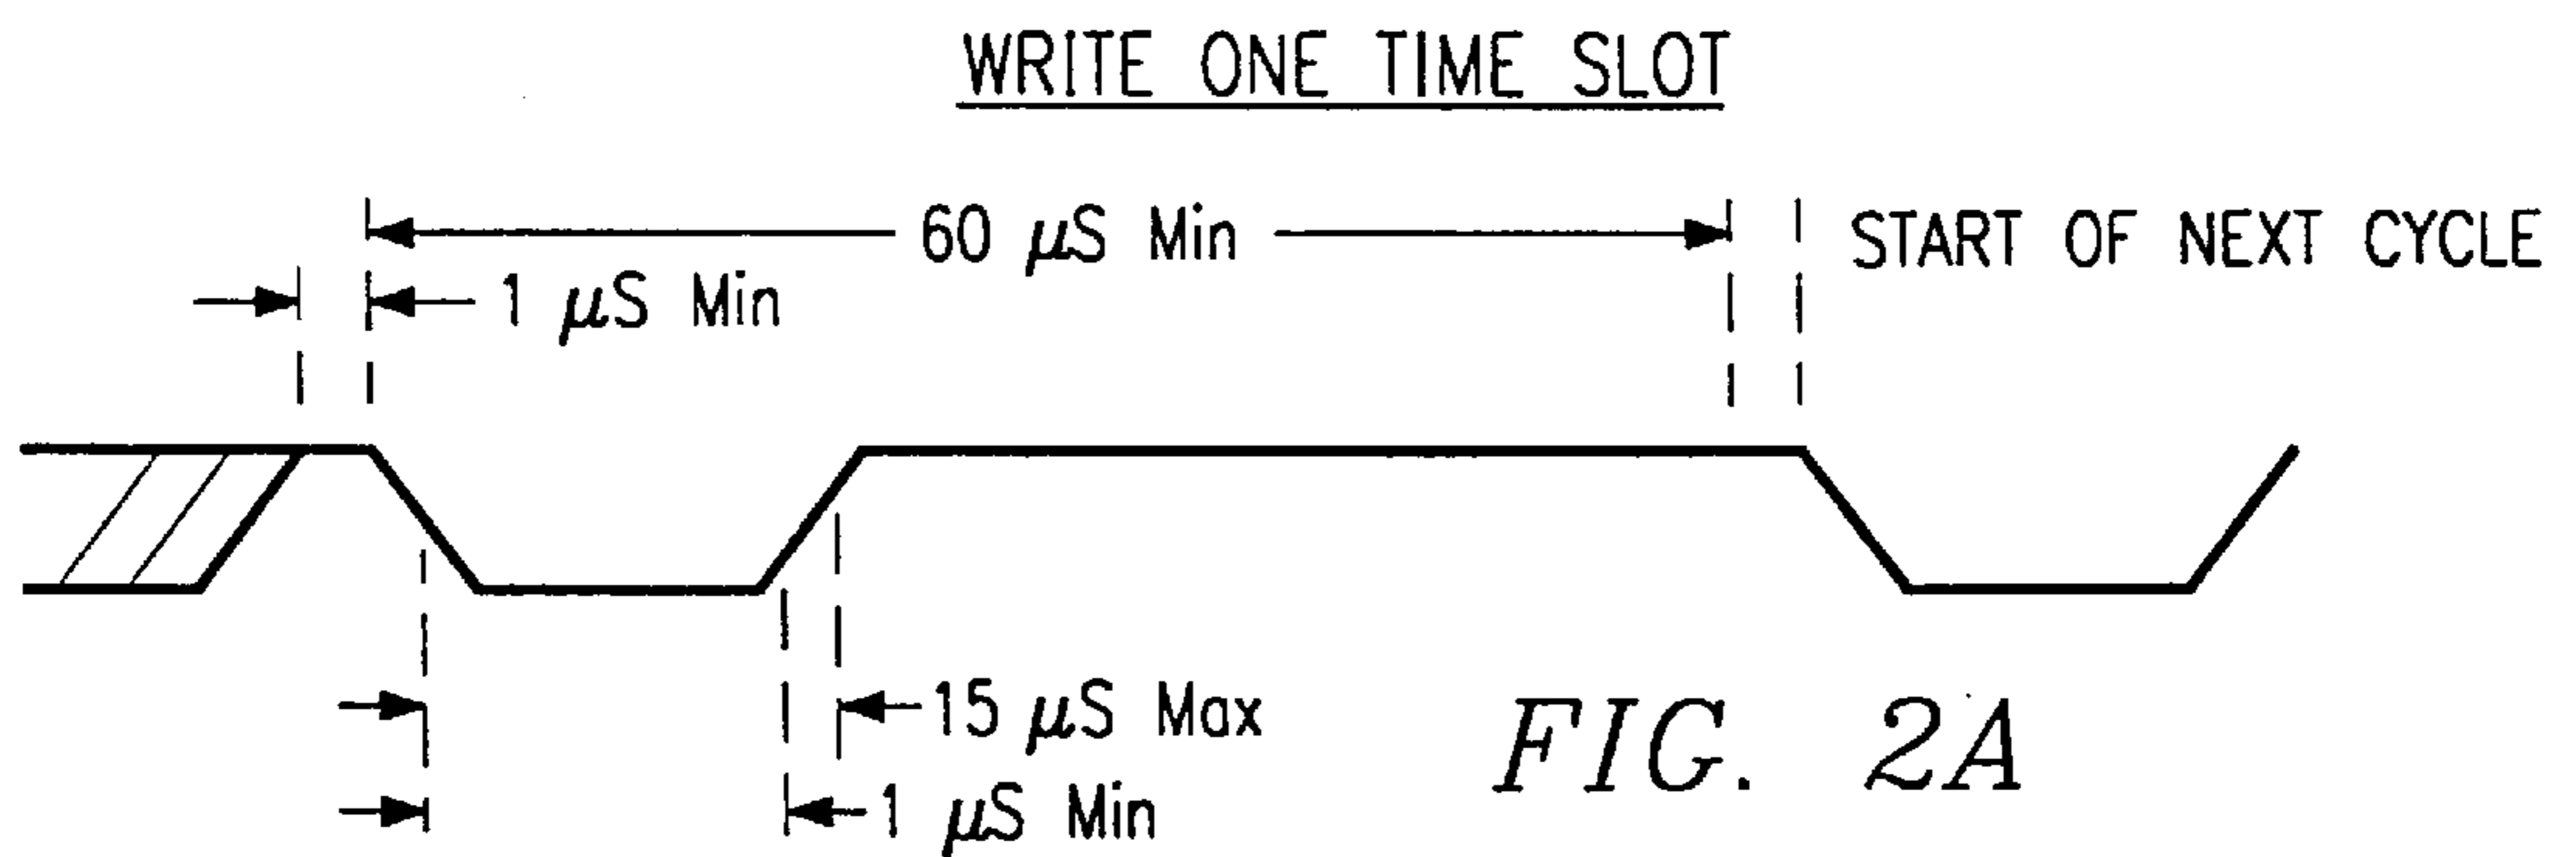 WRITE ONE TIME SLOT
60 µS Min
START OF NEXT CYCLE
1 µS Min
15 µS Max
1 µS Min
FIG. 2A